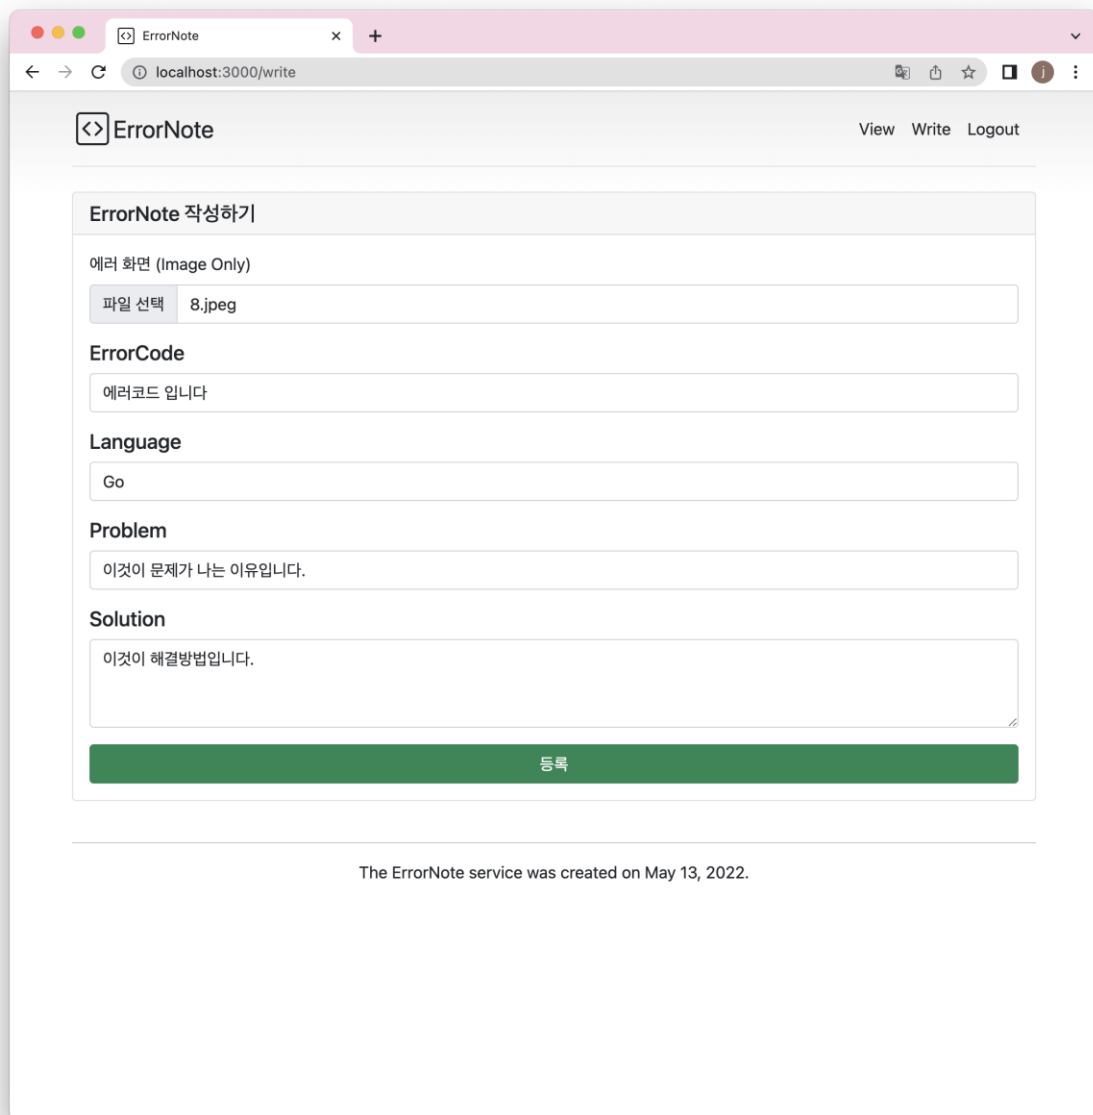 ErrorNote
localhost:3000/write
j
ErrorNote
View Write Logout
ErrorNote 작성하기
에러 화면 (Image Only)
파일 선택 8.jpeg
ErrorCode
에러코드 입니다
Language
Go
Problem
이것이 문제가 나는 이유입니다.
Solution
이것이 해결방법입니다.
등록
The ErrorNote service was created on May 13, 2022.